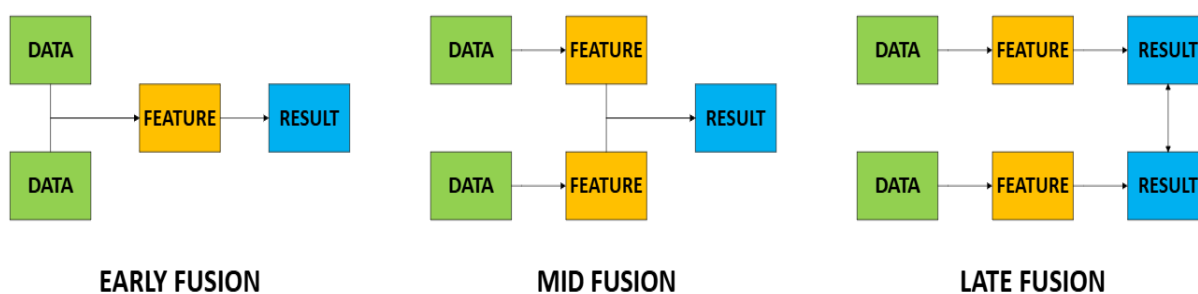 DATA
FEATURE
RESULT
DATA
EARLY FUSION
DATA
FEATURE
RESULT
DATA
FEATURE
MID FUSION
DATA
FEATURE
RESULT
DATA
FEATURE
RESULT
LATE FUSION